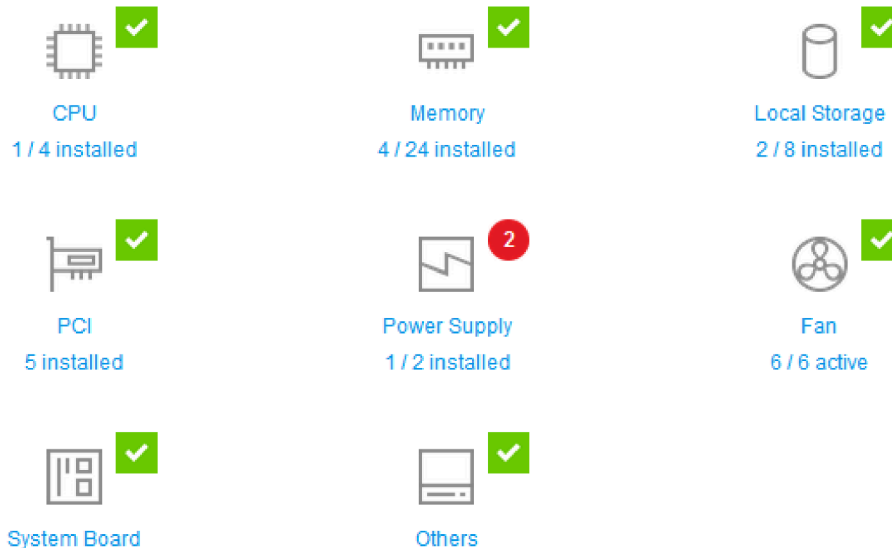 CPU
1 / 4 installed
Memory
4 / 24 installed
Local Storage
2 / 8 installed
PCI
5 installed
2
Power Supply
1 / 2 installed
Fan
6 / 6 active
System Board
Others